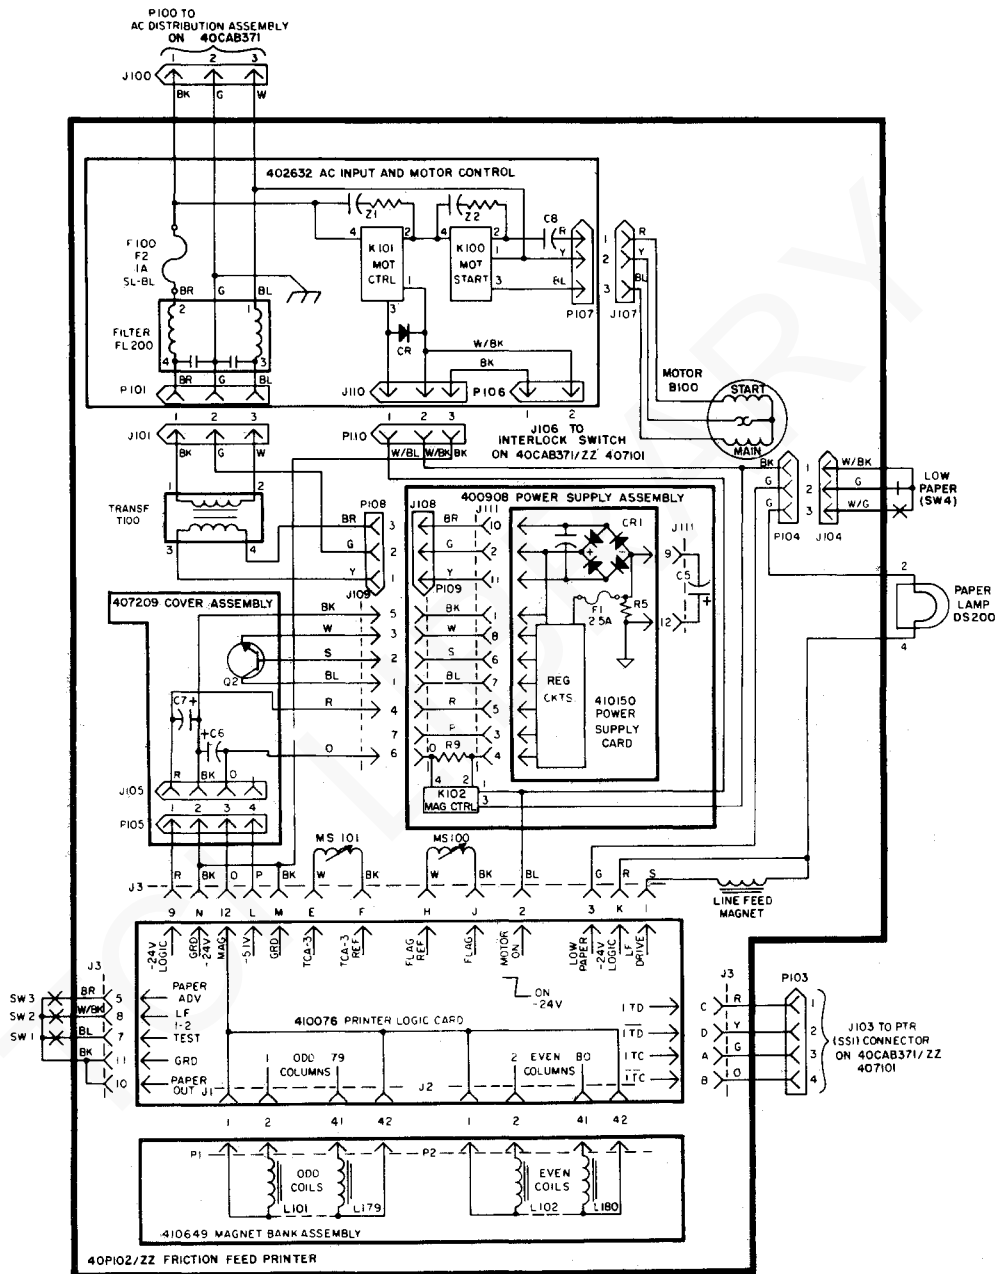 P100 TO
AC DISTRIBUTION ASSEMBLY
ON 40CAB371
1 2 3
J100
BK G W
402632 AC INPUT AND MOTOR CONTROL
Z1 Z2 C8
4 2 4 2 R 1 R
K101 MOT CTRL
K100 MOT START
1 Y 2 Y
3 BL 3 BL
1
3
P107 J107
F100
F2
1A
SL-BL
BR G BL
2 1
FILTER
FL200
4 3
BR G BL
P101
CR
W/BK
BK
J110 P106
MOTOR
B100
START
MAIN
1 2 3
J101
BK G W
1 2 3
P110
W/BL W/BK BK
1 2
J106 TO
INTERLOCK SWITCH
ON 40CAB371/ZZ 407101
1 2
TRANSF
T100
3 4
P108 J108 J111
BR 3 BR 10
G 2 G 2
Y 1 Y 11
J109 P109
400908 POWER SUPPLY ASSEMBLY
CR1
+ -
J111
9 C5
+
12
F1
2.5A
R5
REG
CKTS.
410150
POWER
SUPPLY
CARD
BK 1 W/BK
G 2 G
G 3 W/G
P104 J104
LOW
PAPER
(SW4)
2
PAPER
LAMP
DS200
4
407209 COVER ASSEMBLY
BK 5 BK 1
W 3 W 8
S 2 S 6
Q2
BL 1 BL 7
R 4 R 5
7 P 3
O 6 O R9 4
C7 +
+ C6
4 2 1
K102
MAG CTRL
3
R BK O
J105
1 2 3 4
P105
MS 101 MS100
J3
R BK O P BK W BK W BK BL G R S
LINE FEED
MAGNET
9 N 12 L M E F H J 2 3 K 1
-24V
LOGIC
GRD
-24V
MAG
-51V
GRD
TCA-3
TCA-3
REF
FLAG
REF
FLAG
MOTOR
ON
LOW
PAPER
-24V
LOGIC
LF
DRIVE
ON
-24V
J3
SW3 BR 5 PAPER
ADV
SW2 W/BK 8 LF
1-2
SW1 BL 7 TEST
BK 11 GRD
10 PAPER
OUT
410076 PRINTER LOGIC CARD
J3 P103
1TD C R 1
1TD D Y 2
1TC A G 3
1TC B O 4
J103 TO PTR
(SSI) CONNECTOR
ON 40CAB371/ZZ
407101
1 ODD 79
COLUMNS
2 EVEN 80
COLUMNS
J1 J2
1 2 41 42 1 2 41 42
P1 P2
ODD
COILS
EVEN
COILS
L101 L179 L102 L180
410649 MAGNET BANK ASSEMBLY
40P102/ZZ FRICTION FEED PRINTER